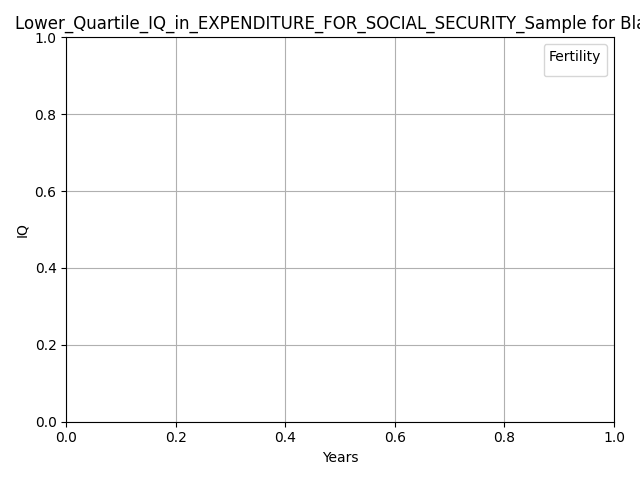 Lower_Quartile_IQ_in_EXPENDITURE_FOR_SOCIAL_SECURITY_Sample for Bla
Fertility
IQ
1.0
0.8
0.6
0.4
0.2
0.0
0.0 0.2 0.4 0.6 0.8 1.0
Years